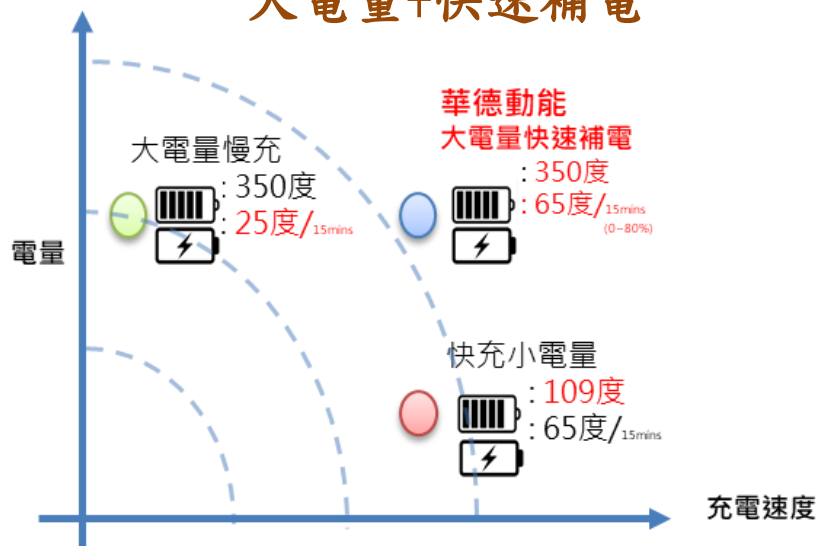 大電量+快速補電
華德動能
大電量快速補電
: 350度
: 65度/15mins
(0–80%)
大電量慢充
: 350度
: 25度/15mins
電量
快充小電量
: 109度
: 65度/15mins
充電速度